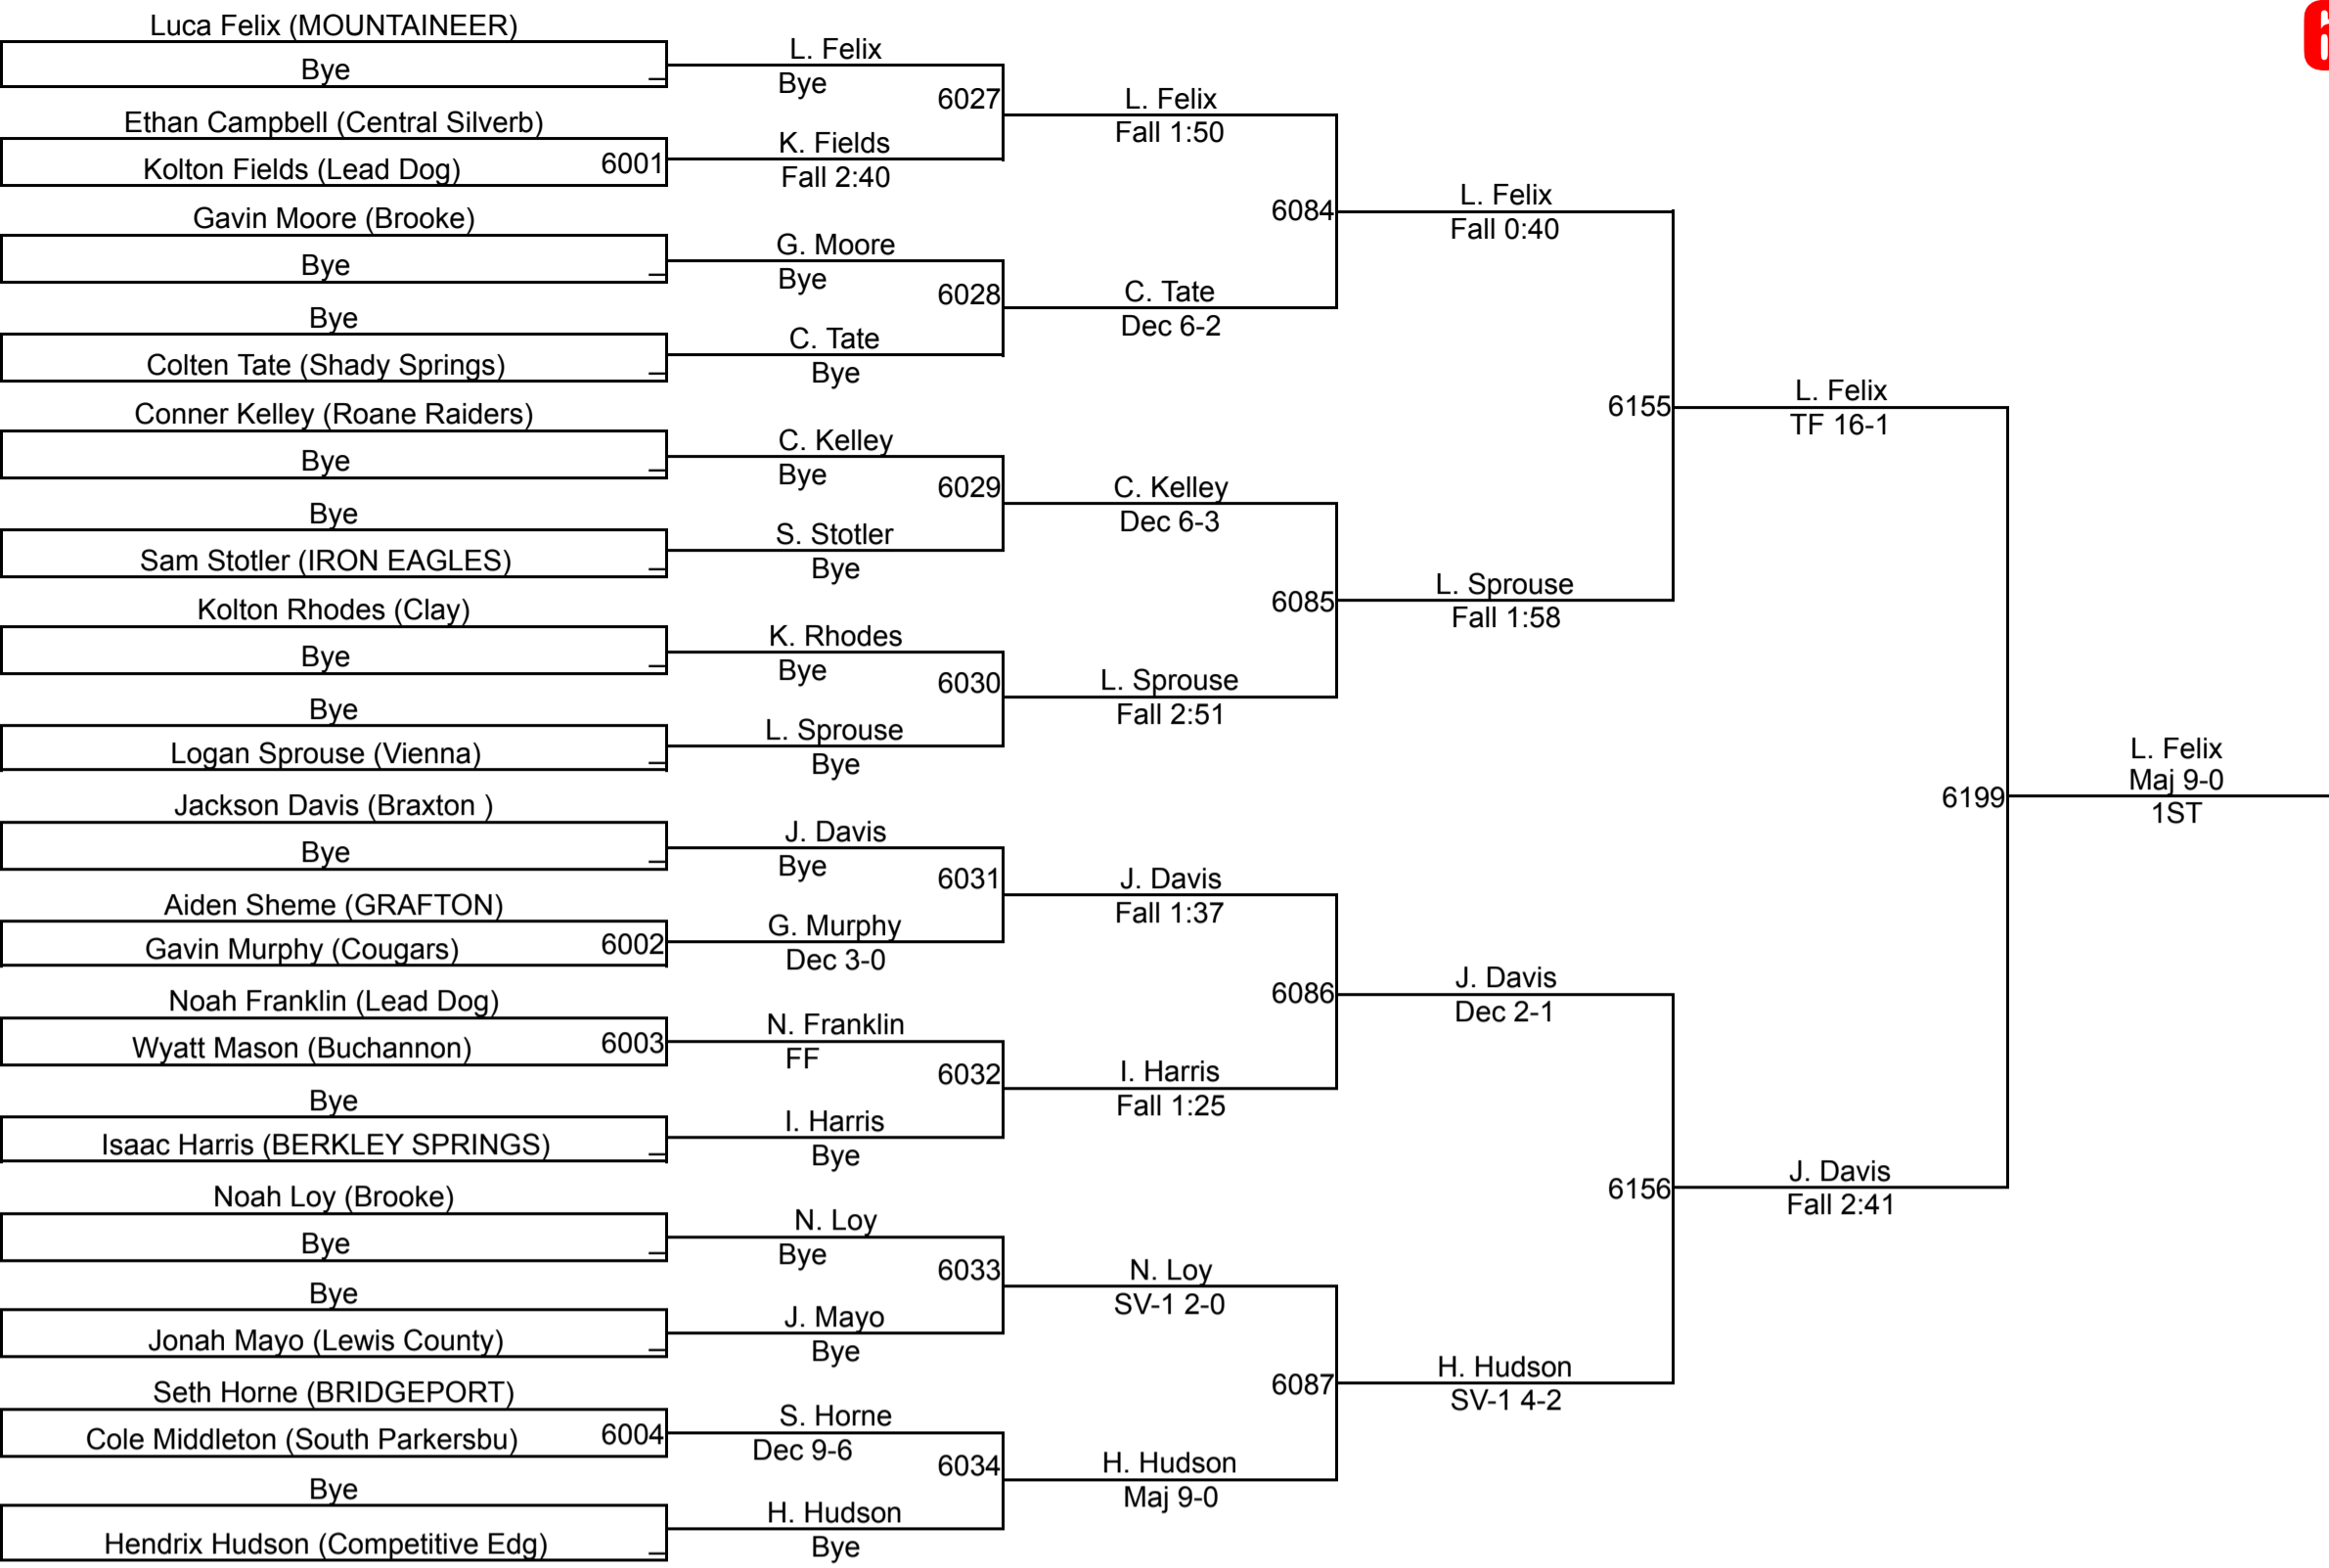 Luca Felix (MOUNTAINEER)
Bye
Ethan Campbell (Central Silverb)
Kolton Fields (Lead Dog) 6001
Gavin Moore (Brooke)
Bye
Bye
Colten Tate (Shady Springs)
Conner Kelley (Roane Raiders)
Bye
Bye
Sam Stotler (IRON EAGLES)
Kolton Rhodes (Clay)
Bye
Bye
Logan Sprouse (Vienna)
Jackson Davis (Braxton )
Bye
Aiden Sheme (GRAFTON)
Gavin Murphy (Cougars) 6002
Noah Franklin (Lead Dog)
Wyatt Mason (Buchannon) 6003
Bye
Isaac Harris (BERKLEY SPRINGS)
Noah Loy (Brooke)
Bye
Bye
Jonah Mayo (Lewis County)
Seth Horne (BRIDGEPORT)
Cole Middleton (South Parkersbu) 6004
Bye
Hendrix Hudson (Competitive Edg)
L. Felix
Bye
6027
K. Fields
Fall 2:40
G. Moore
Bye
6028
C. Tate
Bye
C. Kelley
Bye
6029
S. Stotler
Bye
K. Rhodes
Bye
6030
L. Sprouse
Bye
J. Davis
Bye
6031
G. Murphy
Dec 3-0
N. Franklin
FF
6032
I. Harris
Bye
N. Loy
Bye
6033
J. Mayo
Bye
S. Horne
Dec 9-6
6034
H. Hudson
Bye
L. Felix
Fall 1:50
6084
C. Tate
Dec 6-2
C. Kelley
Dec 6-3
6085
L. Sprouse
Fall 2:51
J. Davis
Fall 1:37
6086
I. Harris
Fall 1:25
N. Loy
SV-1 2-0
6087
H. Hudson
Maj 9-0
L. Felix
Fall 0:40
6155
L. Sprouse
Fall 1:58
J. Davis
Dec 2-1
6156
H. Hudson
SV-1 4-2
L. Felix
TF 16-1
6199
J. Davis
Fall 2:41
L. Felix
Maj 9-0
1ST